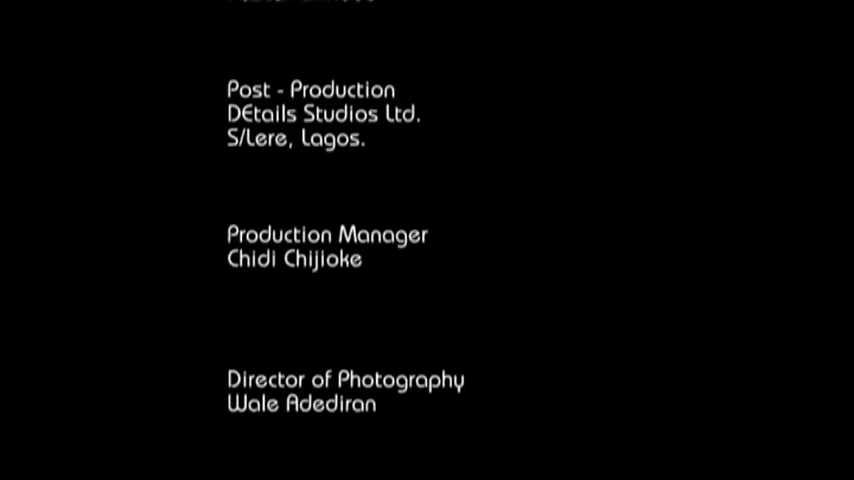 Post - Production
DEtails Studios Ltd.
S/Lere, Lagos.
Production Manager
Chidi Chijioke
Director of Photography
Wale Adediran